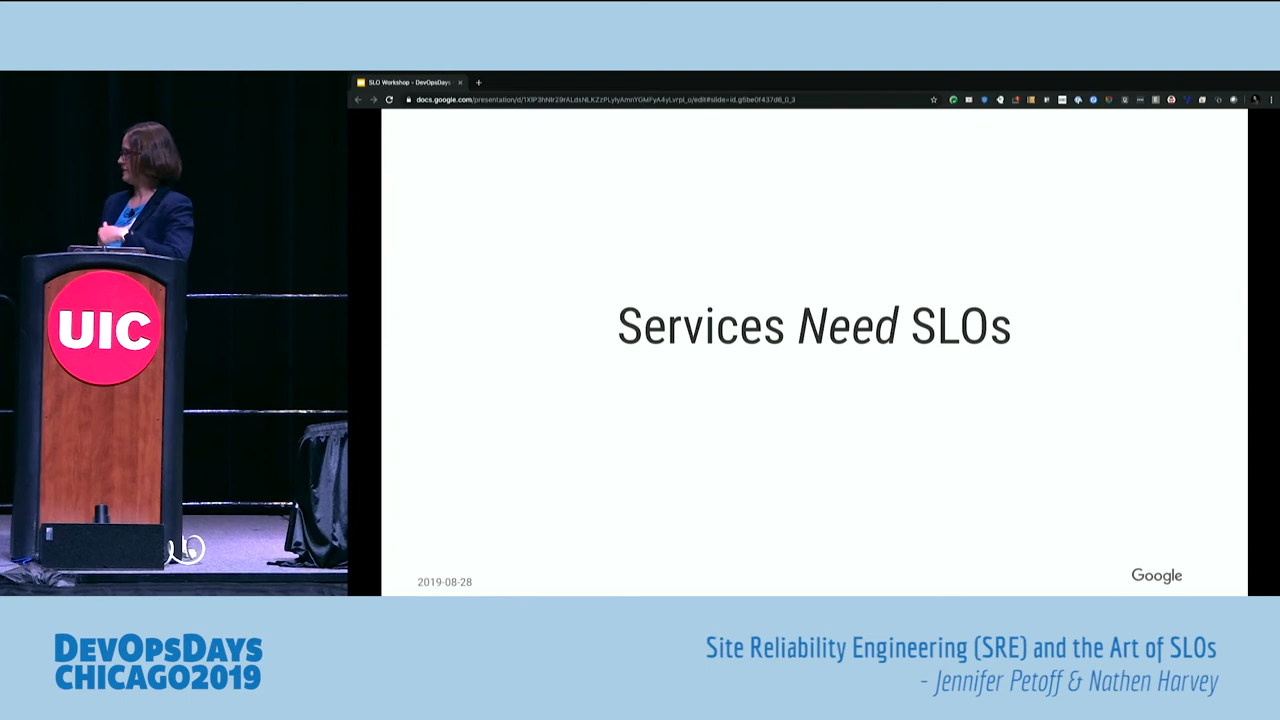 SLO Workshop - DevOpsDays
Services Need SLOs
2019-08-28
Google
UIC
DEVOPSDAYS
CHICAGO2019
Site Reliability Engineering (SRE) and the Art of SLOs
- Jennifer Petoff & Nathen Harvey